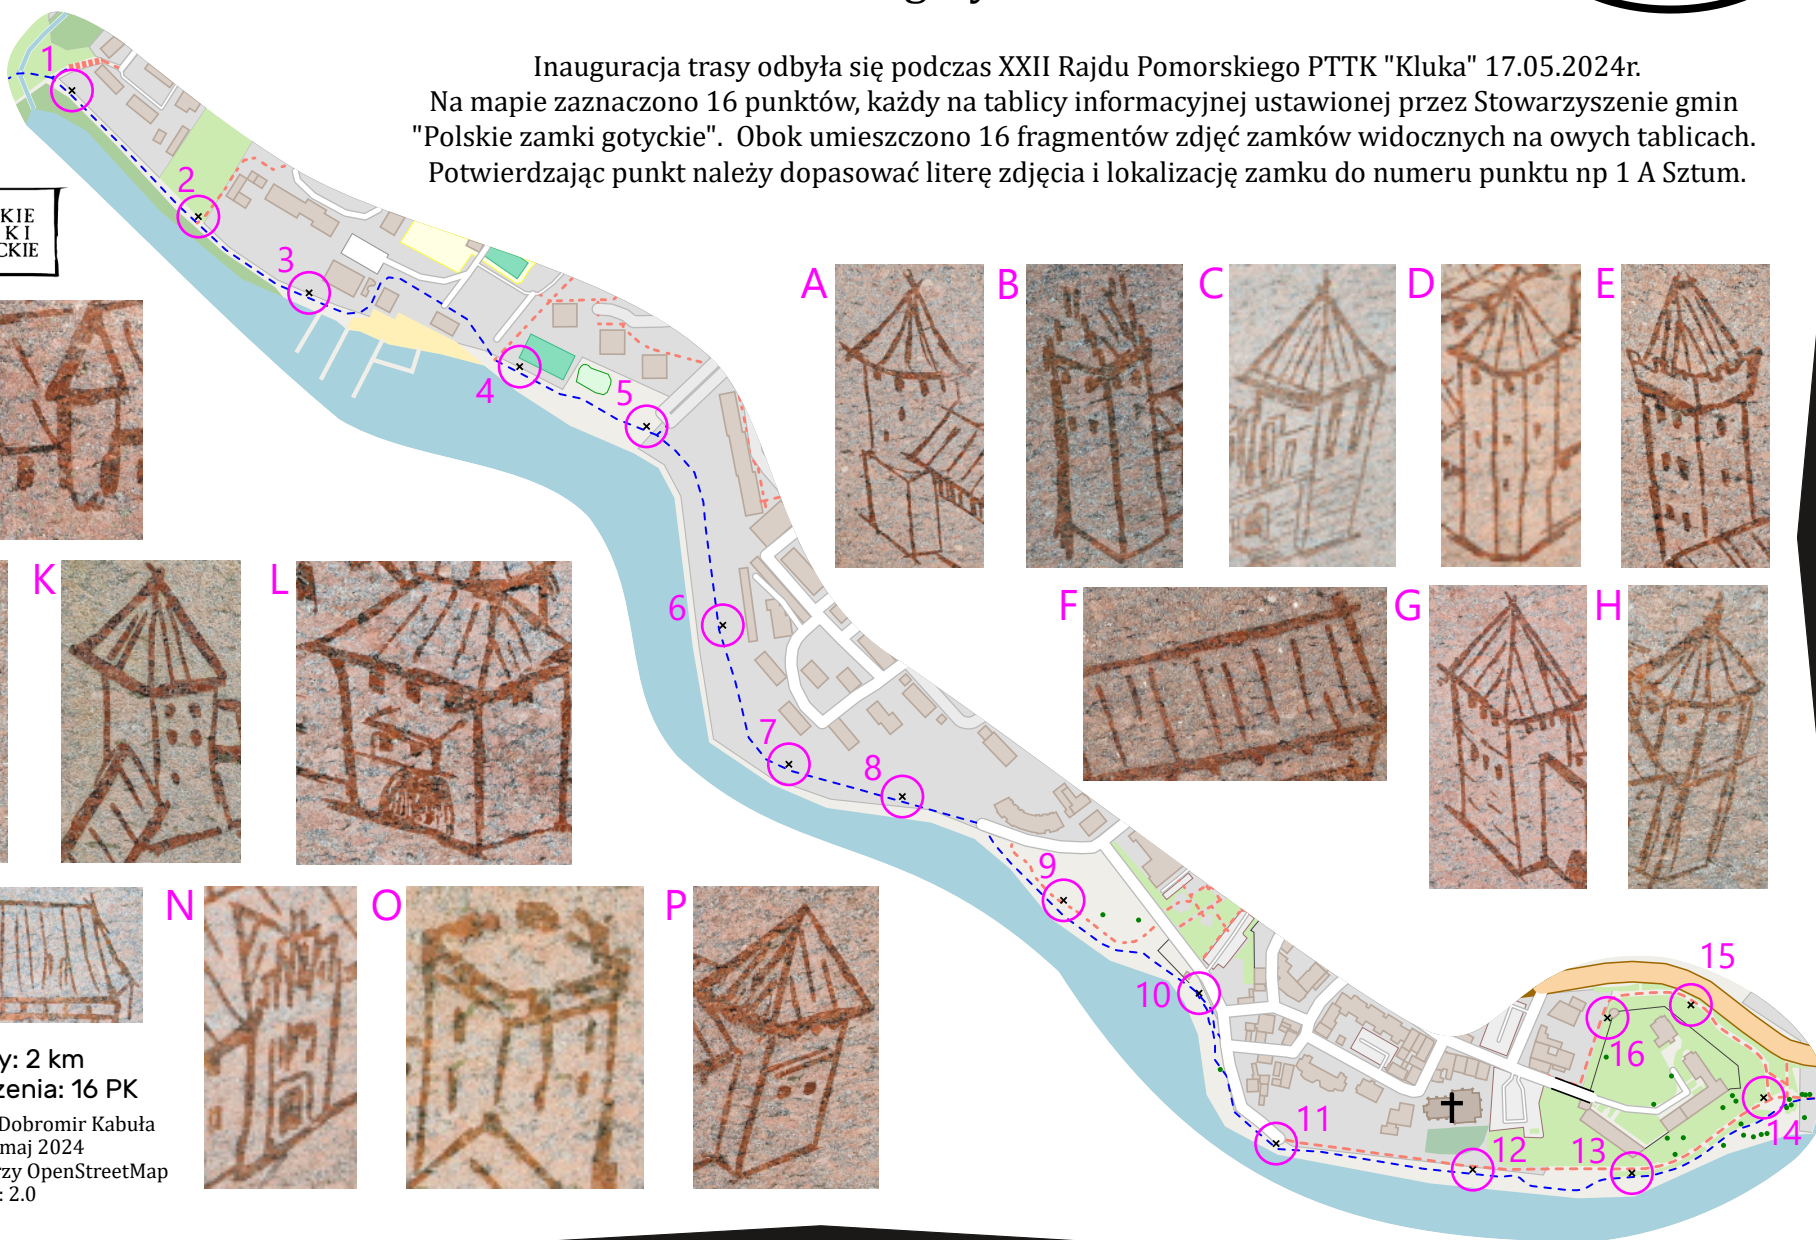 Inauguracja trasy odbyła się podczas XXII Rajdu Pomorskiego PTTK "Kluka" 17.05.2024r.
Na mapie zaznaczono 16 punktów, każdy na tablicy informacyjnej ustawionej przez Stowarzyszenie gmin
"Polskie zamki gotyckie". Obok umieszczono 16 fragmentów zdjęć zamków widocznych na owych tablicach.
Potwierdzając punkt należy dopasować literę zdjęcia i lokalizację zamku do numeru punktu np 1 A Sztum.
KIE
K I
CKIE
1
2
3
4
5
6
7
8
9
10
11
12
13
14
15
16
A
B
C
D
E
F
G
H
K
L
N
O
P
y: 2 km
zenia: 16 PK
Dobromir Kabuła
maj 2024
rzy OpenStreetMap
: 2.0